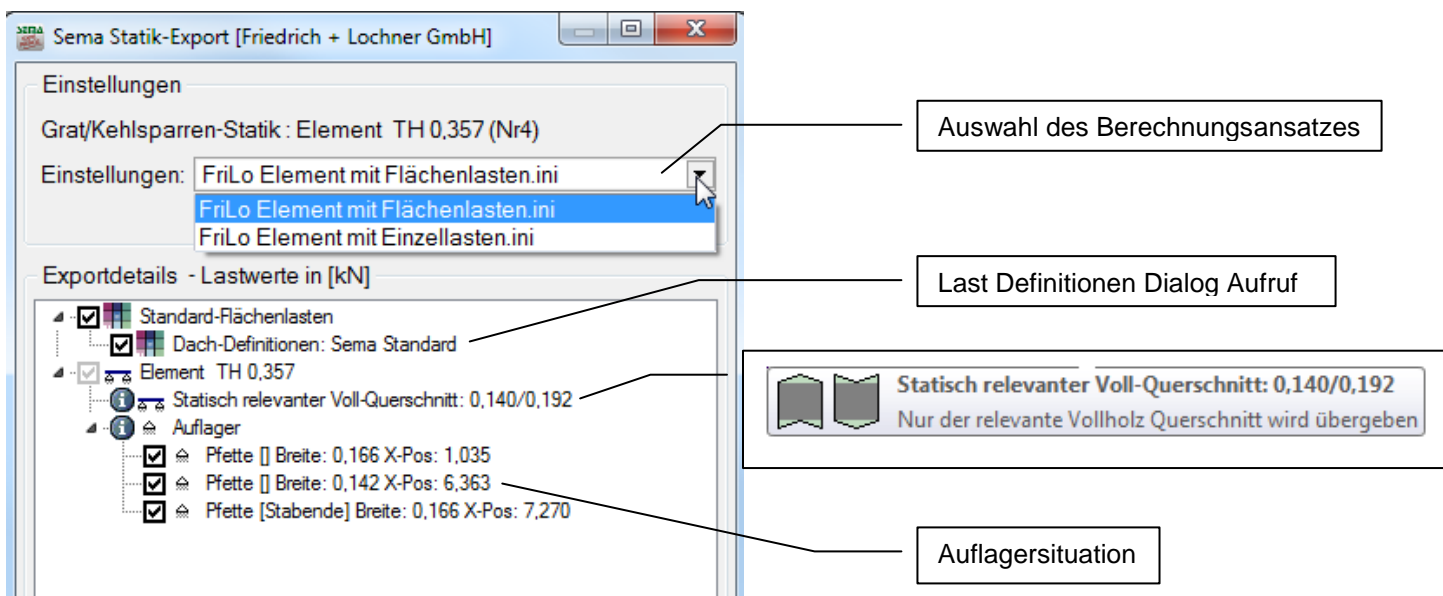 Sema Statik-Export [Friedrich + Lochner GmbH]
Einstellungen
Grat/Kehlsparren-Statik : Element TH 0,357 (Nr4)
Einstellungen: FriLo Element mit Flächenlasten.ini
FriLo Element mit Flächenlasten.ini
FriLo Element mit Einzellasten.ini
Exportdetails - Lastwerte in [kN]
Standard-Flächenlasten
Dach-Definitionen: Sema Standard
Element TH 0,357
Statisch relevanter Voll-Querschnitt: 0,140/0,192
Auflager
Pfette [] Breite: 0,166 X-Pos: 1,035
Pfette [] Breite: 0,142 X-Pos: 6,363
Pfette [Stabende] Breite: 0,166 X-Pos: 7,270
Auswahl des Berechnungsansatzes
Last Definitionen Dialog Aufruf
Statisch relevanter Voll-Querschnitt: 0,140/0,192
Nur der relevante Vollholz Querschnitt wird übergeben
Auflagersituation